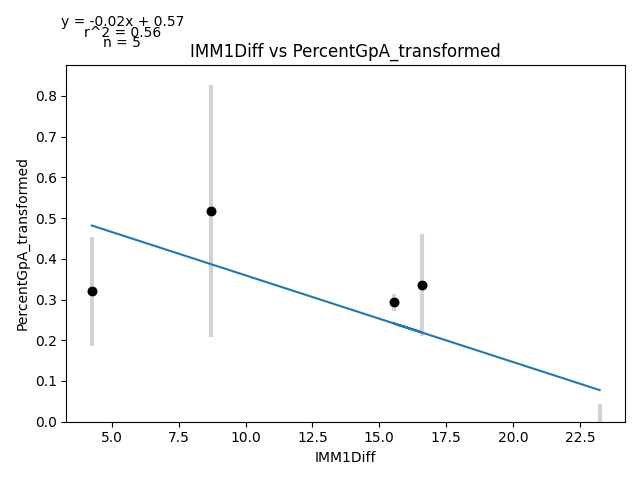 y = -0.02x + 0.57
r^2 = 0.56
n = 5
IMM1Diff vs PercentGpA_transformed
PercentGpA_transformed
0.8
0.7
0.6
0.5
0.4
0.3
0.2
0.1
0.0
5.0 7.5 10.0 12.5 15.0 17.5 20.0 22.5
IMM1Diff